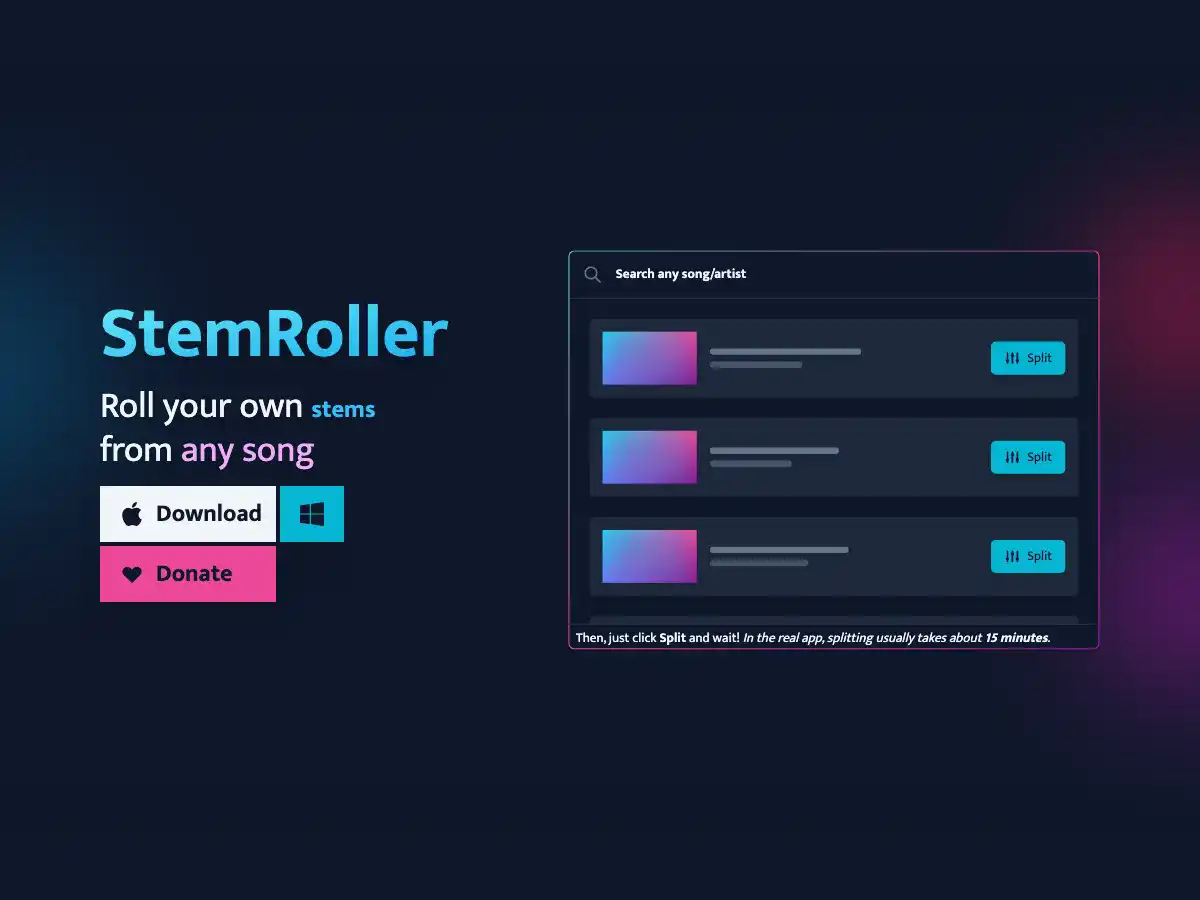 StemRoller
Roll your own stems
from any song
Download
Donate
Search any song/artist
Split
Split
Split
Then, just click Split and wait! In the real app, splitting usually takes about 15 minutes.